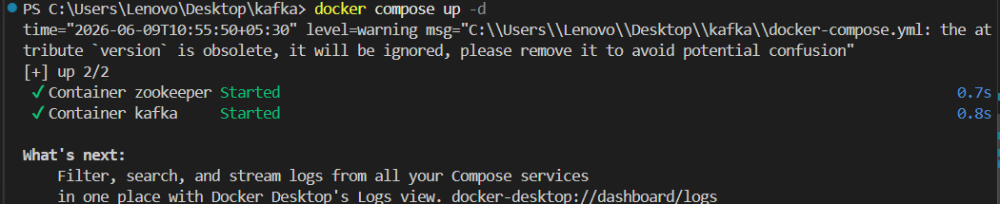 PS C:\Users\Lenovo\Desktop\kafka> docker compose up -d
time="2026-06-09T10:55:50+05:30" level=warning msg="C:\\Users\\Lenovo\\Desktop\\kafka\\docker-compose.yml: the at
tribute `version` is obsolete, it will be ignored, please remove it to avoid potential confusion"
[+] up 2/2
✔ Container zookeeper Started 0.7s
✔ Container kafka Started 0.8s
What's next:
Filter, search, and stream logs from all your Compose services
in one place with Docker Desktop's Logs view. docker-desktop://dashboard/logs